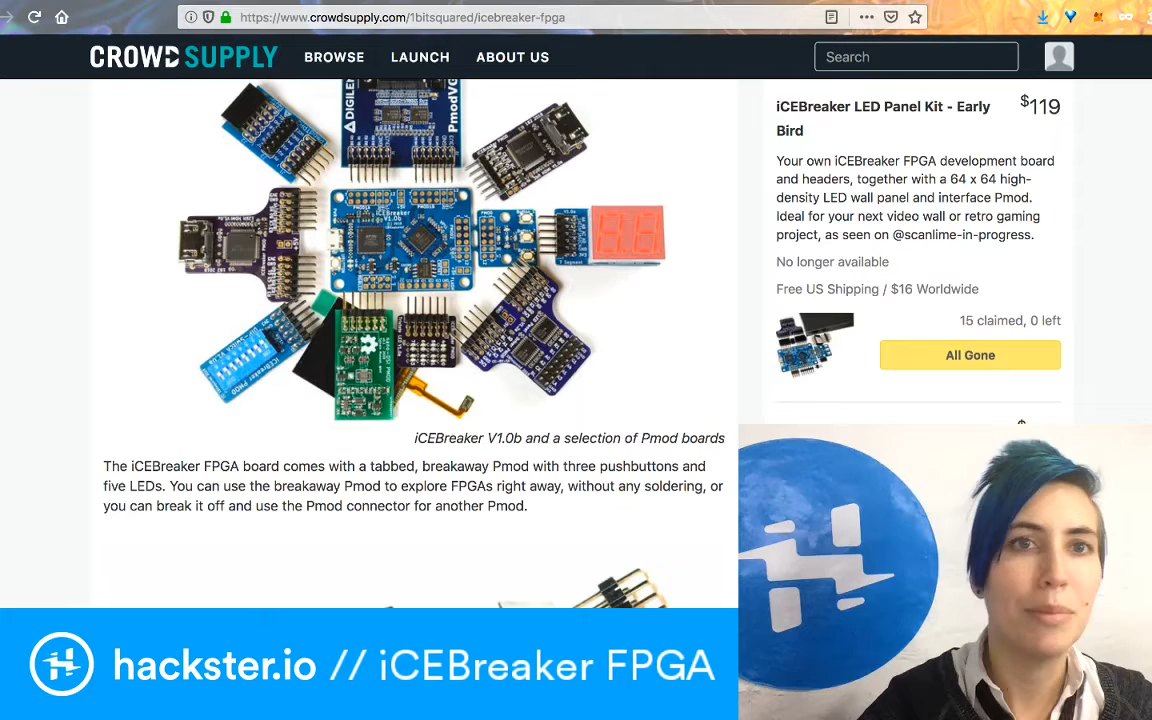 https://www.crowdsupply.com/1bitsquared/icebreaker-fpga
CROWD SUPPLY
BROWSE
LAUNCH
ABOUT US
Search
DIGILEN
PmodVG
iCEBreaker
V1.0b
iCEBreaker V1.0b and a selection of Pmod boards
The iCEBreaker FPGA board comes with a tabbed, breakaway Pmod with three pushbuttons and
five LEDs. You can use the breakaway Pmod to explore FPGAs right away, without any soldering, or
you can break it off and use the Pmod connector for another Pmod.
iCEBreaker LED Panel Kit - Early
Bird
$119
Your own iCEBreaker FPGA development board
and headers, together with a 64 x 64 high-
density LED wall panel and interface Pmod.
Ideal for your next video wall or retro gaming
project, as seen on @scanlime-in-progress.
No longer available
Free US Shipping / $16 Worldwide
15 claimed, 0 left
All Gone
hackster.io // iCEBreaker FPGA